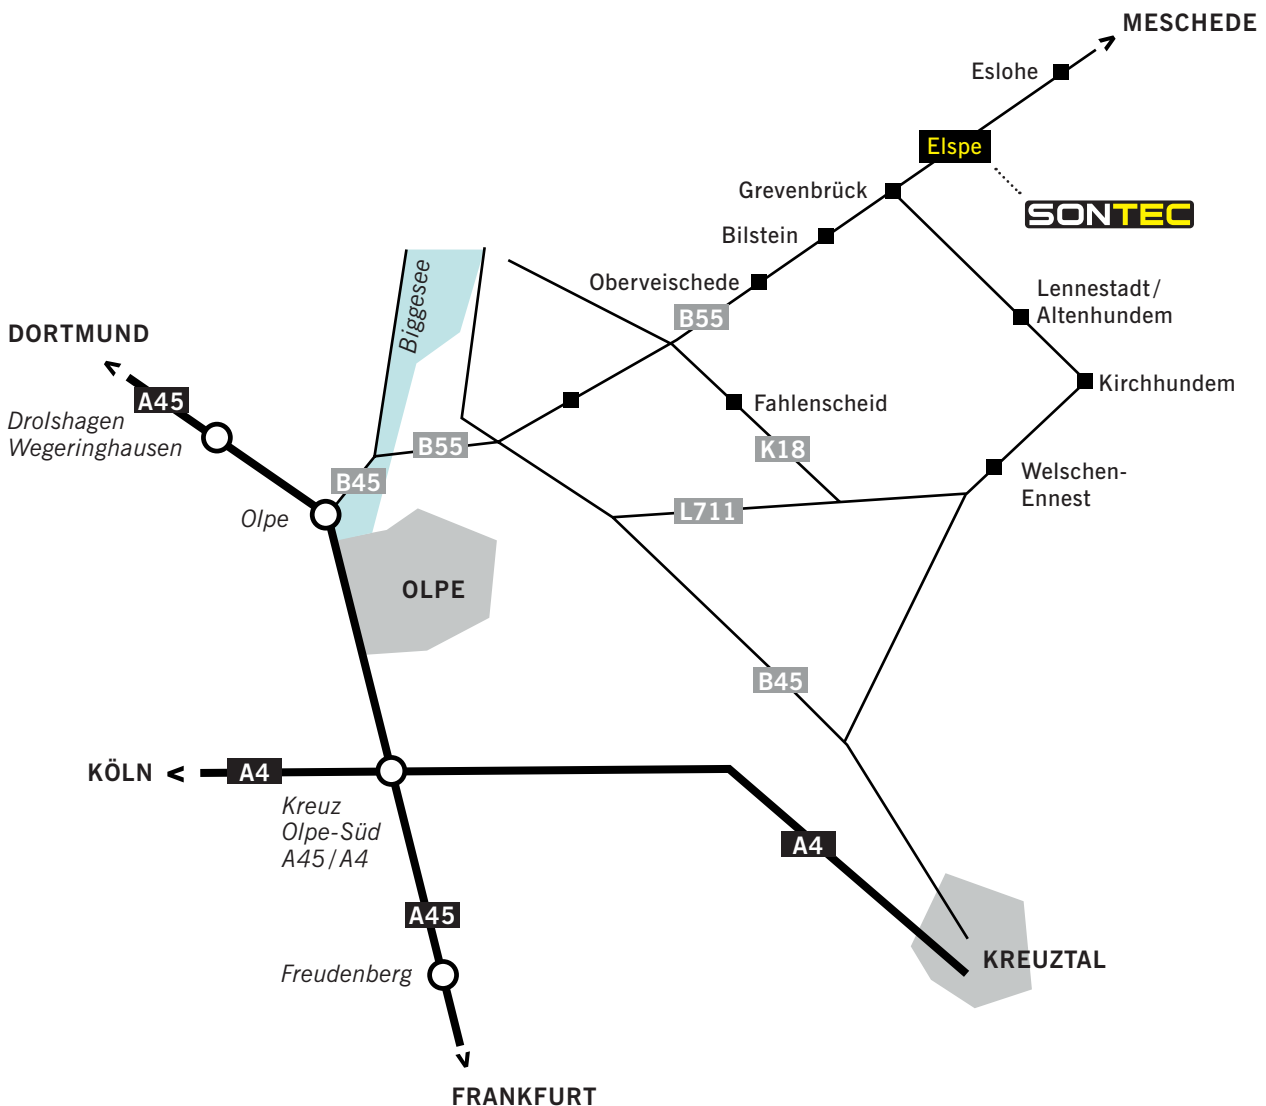 MESCHEDE
Eslohe
Elspe
Grevenbrück
SONTEC
Bilstein
Oberveischede
B55
Lennestadt/
Altenhundem
Biggesee
DORTMUND
A45
Drolshagen
Wegeringhausen
Kirchhundem
Fahlenscheid
B55
K18
B45
Welschen-
Ennest
L711
Olpe
OLPE
B45
KÖLN
A4
Kreuz
Olpe-Süd
A45/A4
A4
A45
Freudenberg
KREUZTAL
FRANKFURT